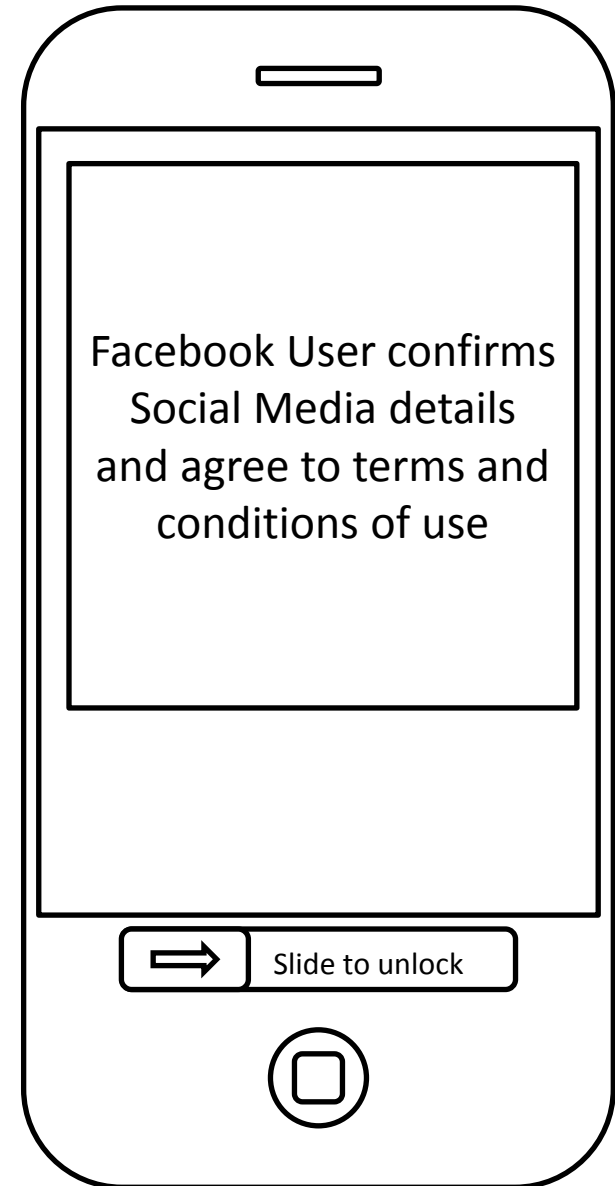 Facebook User confirms
Social Media details
and agree to terms and
conditions of use
Slide to unlock